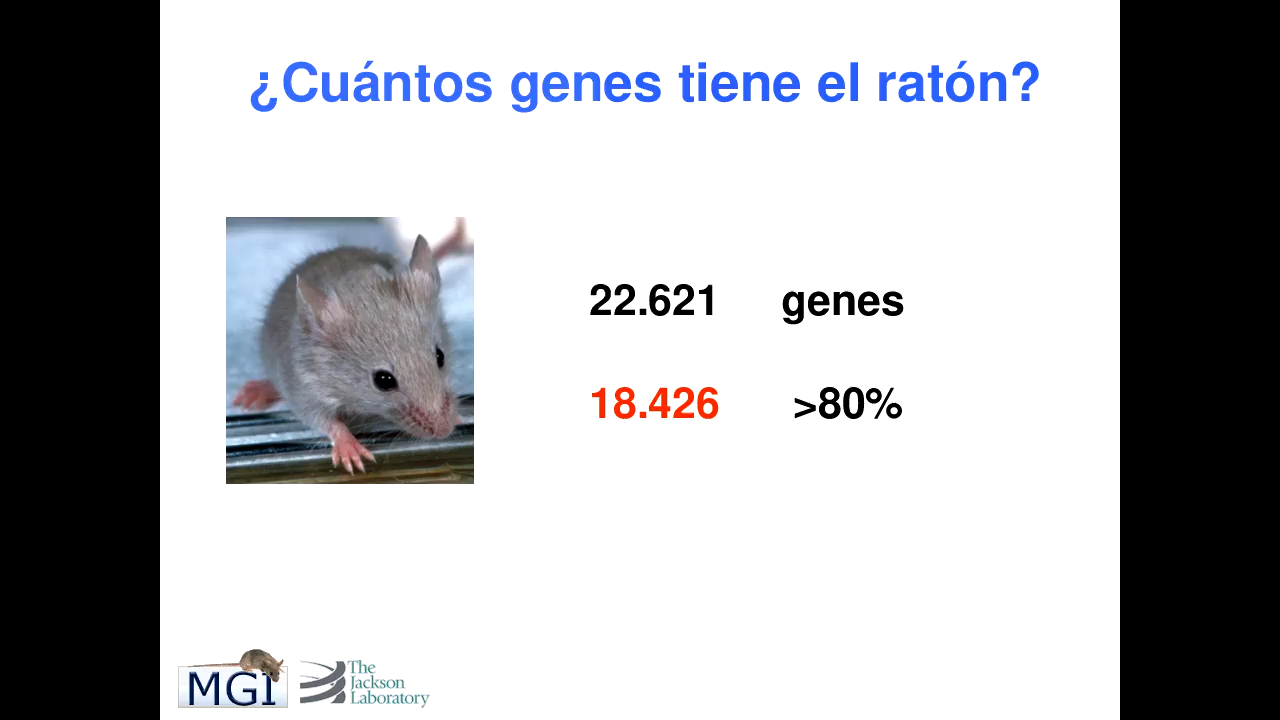 ¿Cuántos genes tiene el ratón?
22.621 genes
18.426 >80%
MGI
The
Jackson
Laboratory